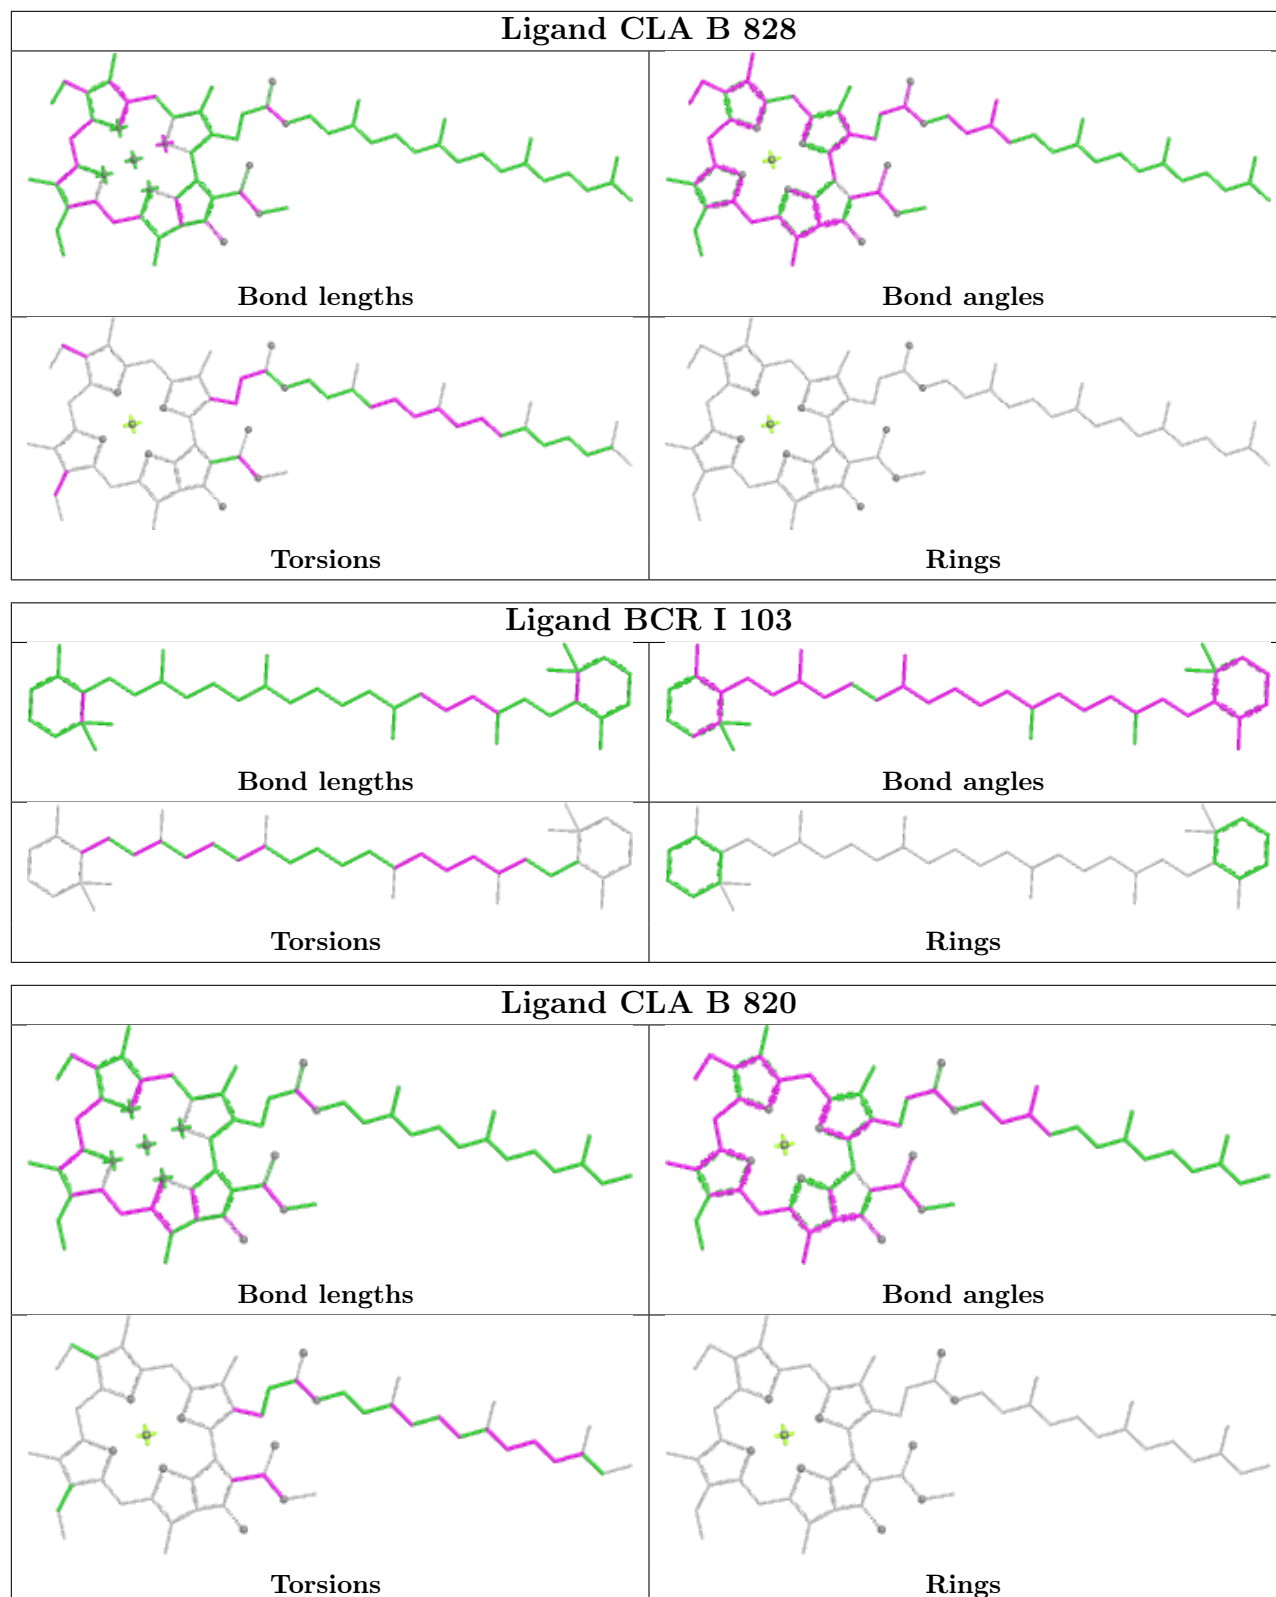 Ligand CLA B 828
Bond lengths
Bond angles
Torsions
Rings
Ligand BCR I 103
Bond lengths
Bond angles
Torsions
Rings
Ligand CLA B 820
Bond lengths
Bond angles
Torsions
Rings